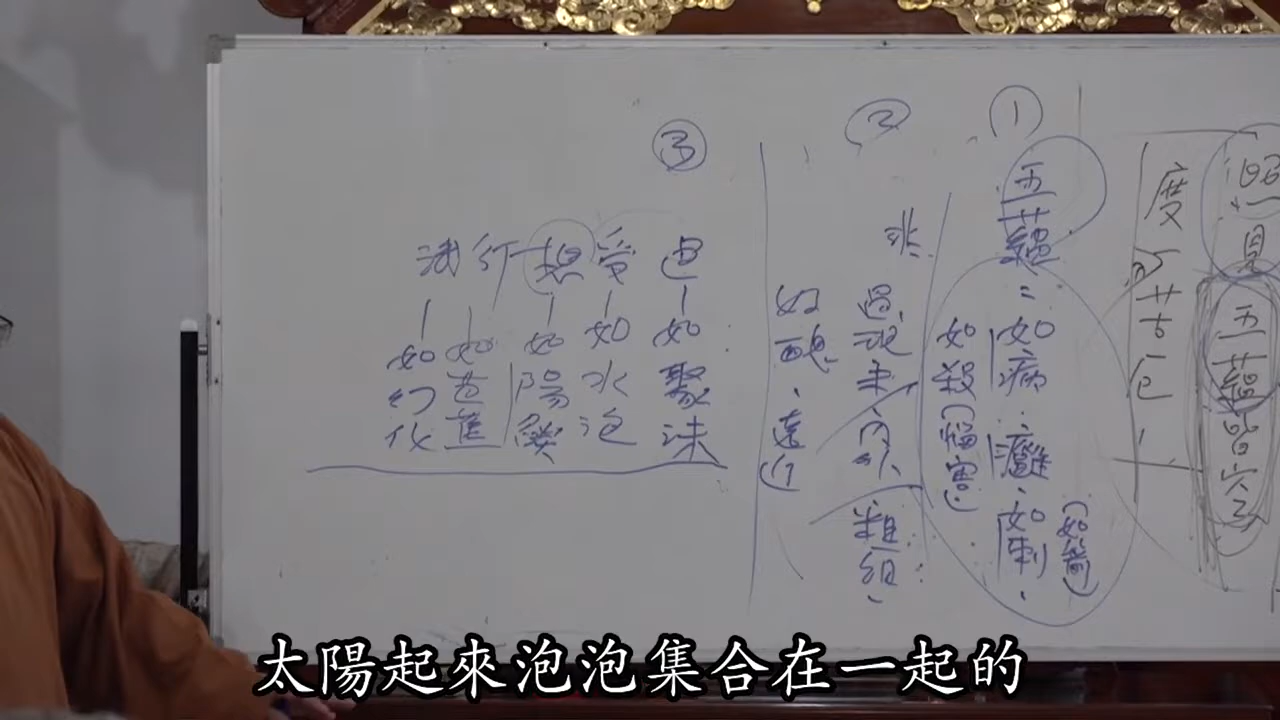 照見五蘊皆空
度一切苦厄
①
五蘊=如病、癰、如刺、
(如箭)
如殺(惱害)
②
非
過、現、未、內、外、粗、細、
好醜、遠近
③
色-如聚沫
受-如水泡
想-如陽燄
行-如芭蕉
識-如幻化
太陽起來泡泡集合在一起的